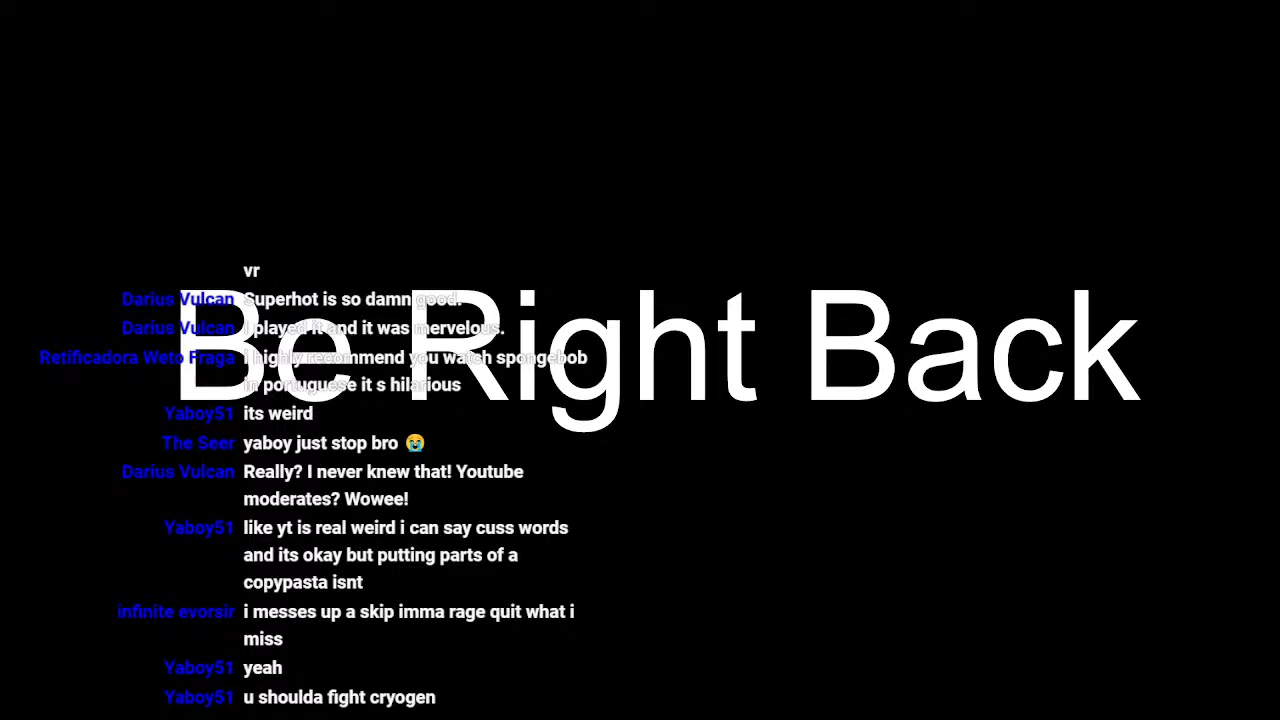 vr
Darius Vulcan Superhot is so damn good.
Darius Vulcan I played it and it was mervelous.
Be Right Back
Retificadora Weto Fraga i highly recommend you watch spongebob
in portuguese it s hilarious
Yaboy51 its weird
The Seer yaboy just stop bro 😭
Darius Vulcan Really? I never knew that! Youtube
moderates? Wowee!
Yaboy51 like yt is real weird i can say cuss words
and its okay but putting parts of a
copypasta isnt
infinite evorsir i messes up a skip imma rage quit what i
miss
Yaboy51 yeah
Yaboy51 u shoulda fight cryogen